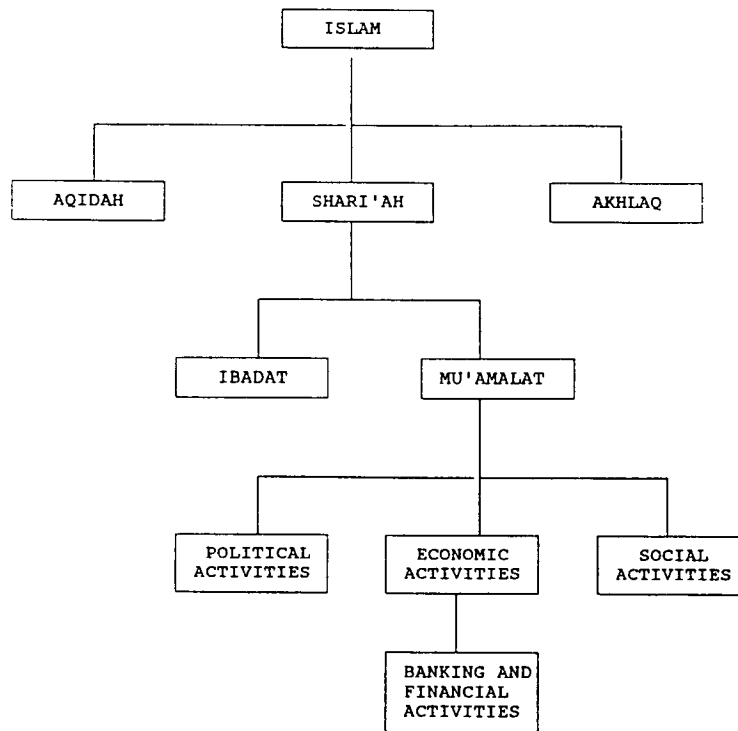 ISLAM
AQIDAH
SHARI'AH
AKHLAQ
IBADAT
MU'AMALAT
POLITICAL
ACTIVITIES
ECONOMIC
ACTIVITIES
SOCIAL
ACTIVITIES
BANKING AND
FINANCIAL
ACTIVITIES